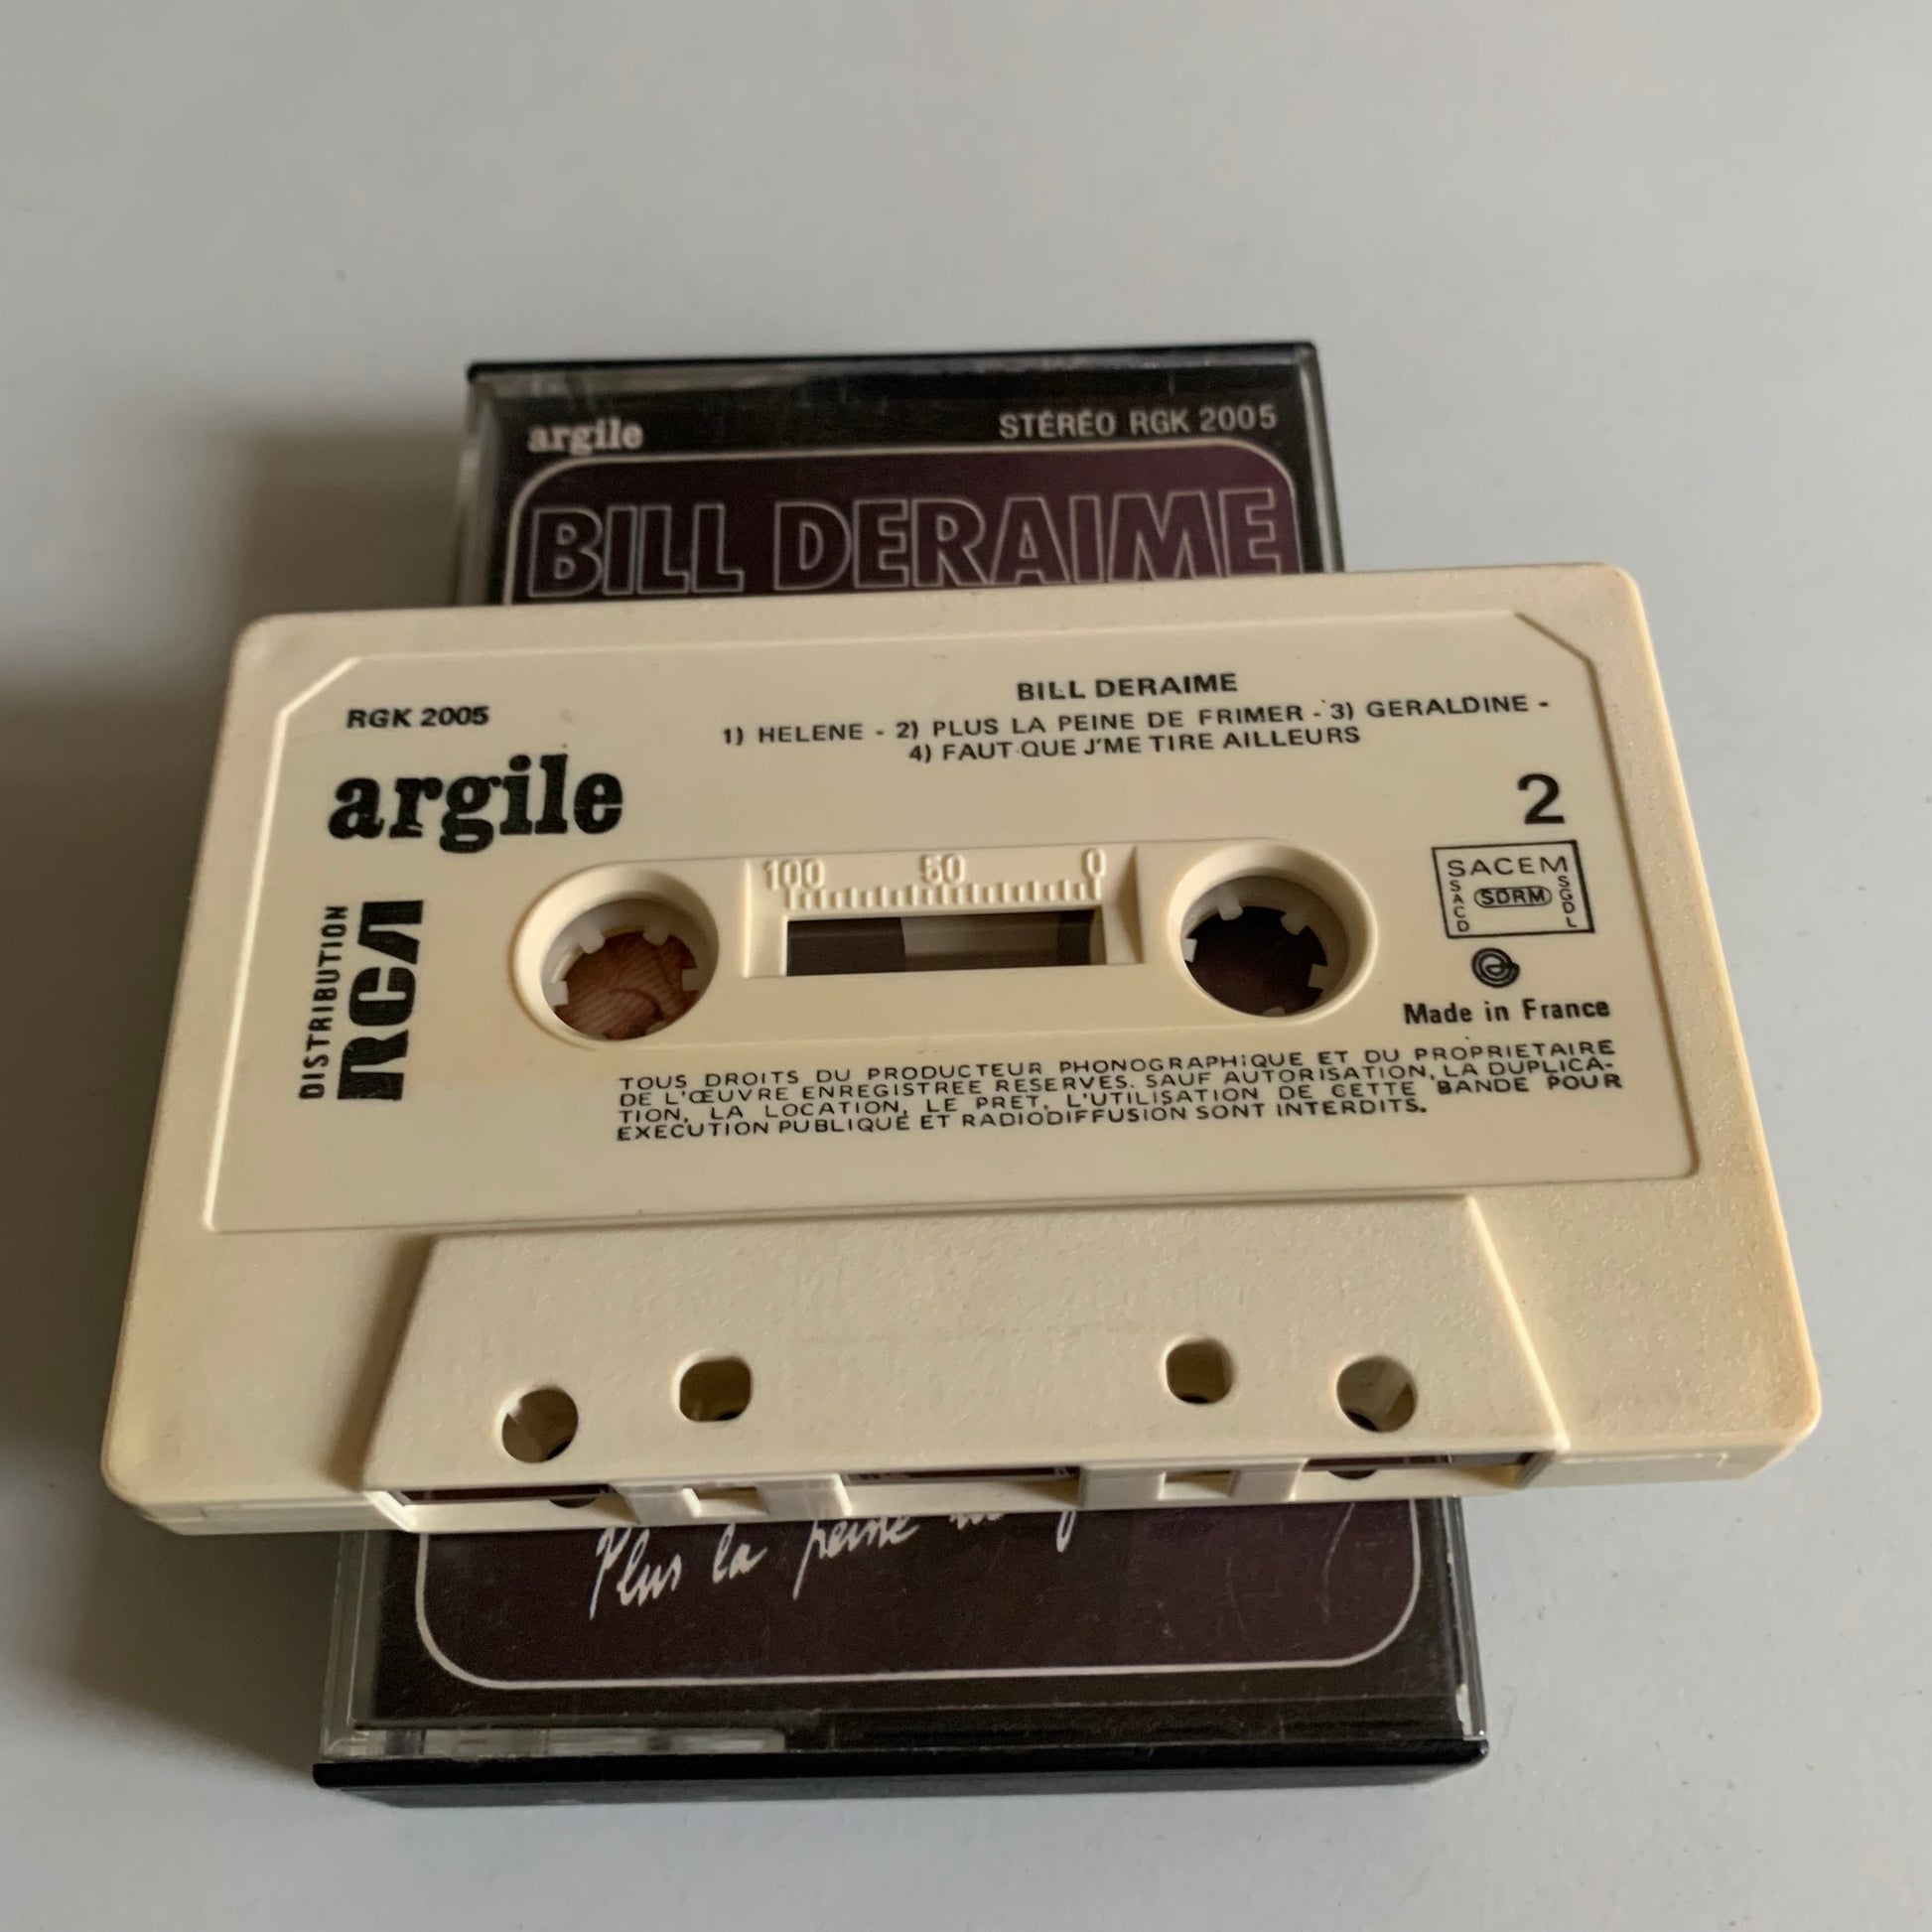 argile
STÉRÉO RGK 2005
BILL DERAIME
RGK 2005
BILL DERAIME
1) HELENE - 2) PLUS LA PEINE DE FRIMER - 3) GERALDINE -
4) FAUT QUE J'ME TIRE AILLEURS
argile
2
100 50 0
SACEM
SACD
SDRM
SGDL
DISTRIBUTION
RCA
Made in France
TOUS DROITS DU PRODUCTEUR PHONOGRAPHIQUE ET DU PROPRIETAIRE
DE L'ŒUVRE ENREGISTREE RESERVES. SAUF AUTORISATION, LA DUPLICA-
TION, LA LOCATION, LE PRET, L'UTILISATION DE CETTE BANDE POUR
EXECUTION PUBLIQUE ET RADIODIFFUSION SONT INTERDITS.
Plus la peine